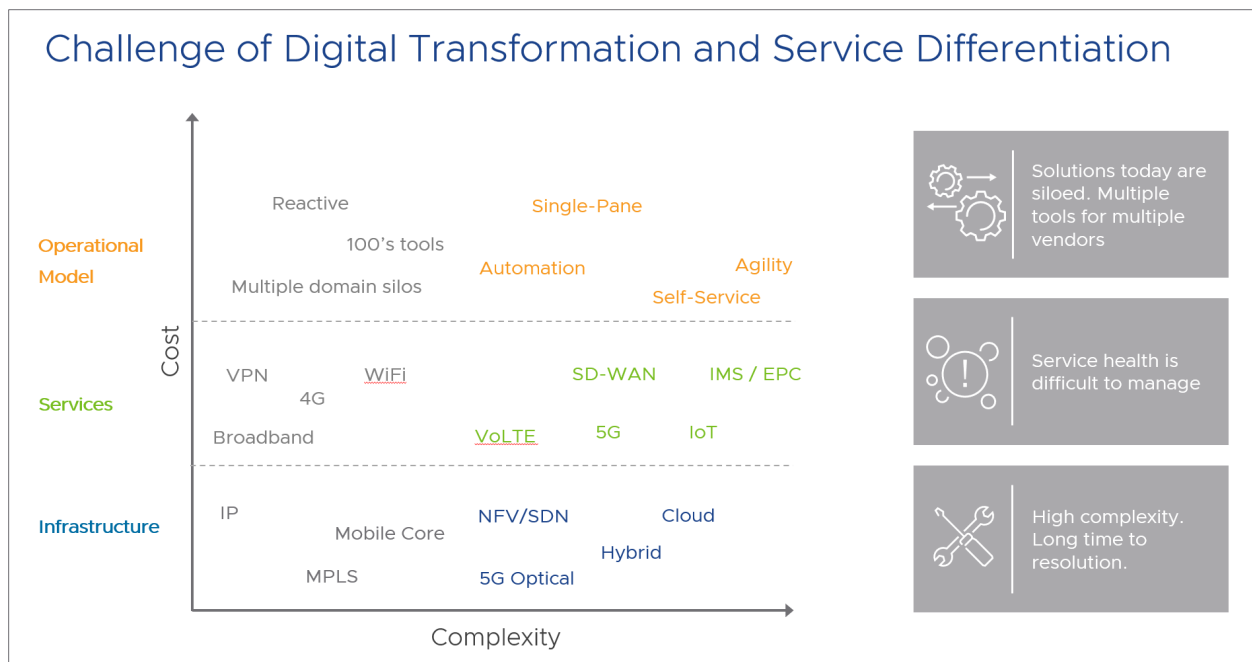 Challenge of Digital Transformation and Service Differentiation
Cost
Operational
Model
Reactive
Single-Pane
100's tools
Automation
Agility
Multiple domain silos
Self-Service
Services
VPN
WiFi
SD-WAN
IMS / EPC
4G
Broadband
VoLTE
5G
IoT
Infrastructure
IP
NFV/SDN
Cloud
Mobile Core
Hybrid
MPLS
5G Optical
Complexity
Solutions today are
siloed. Multiple
tools for multiple
vendors
Service health is
difficult to manage
High complexity.
Long time to
resolution.